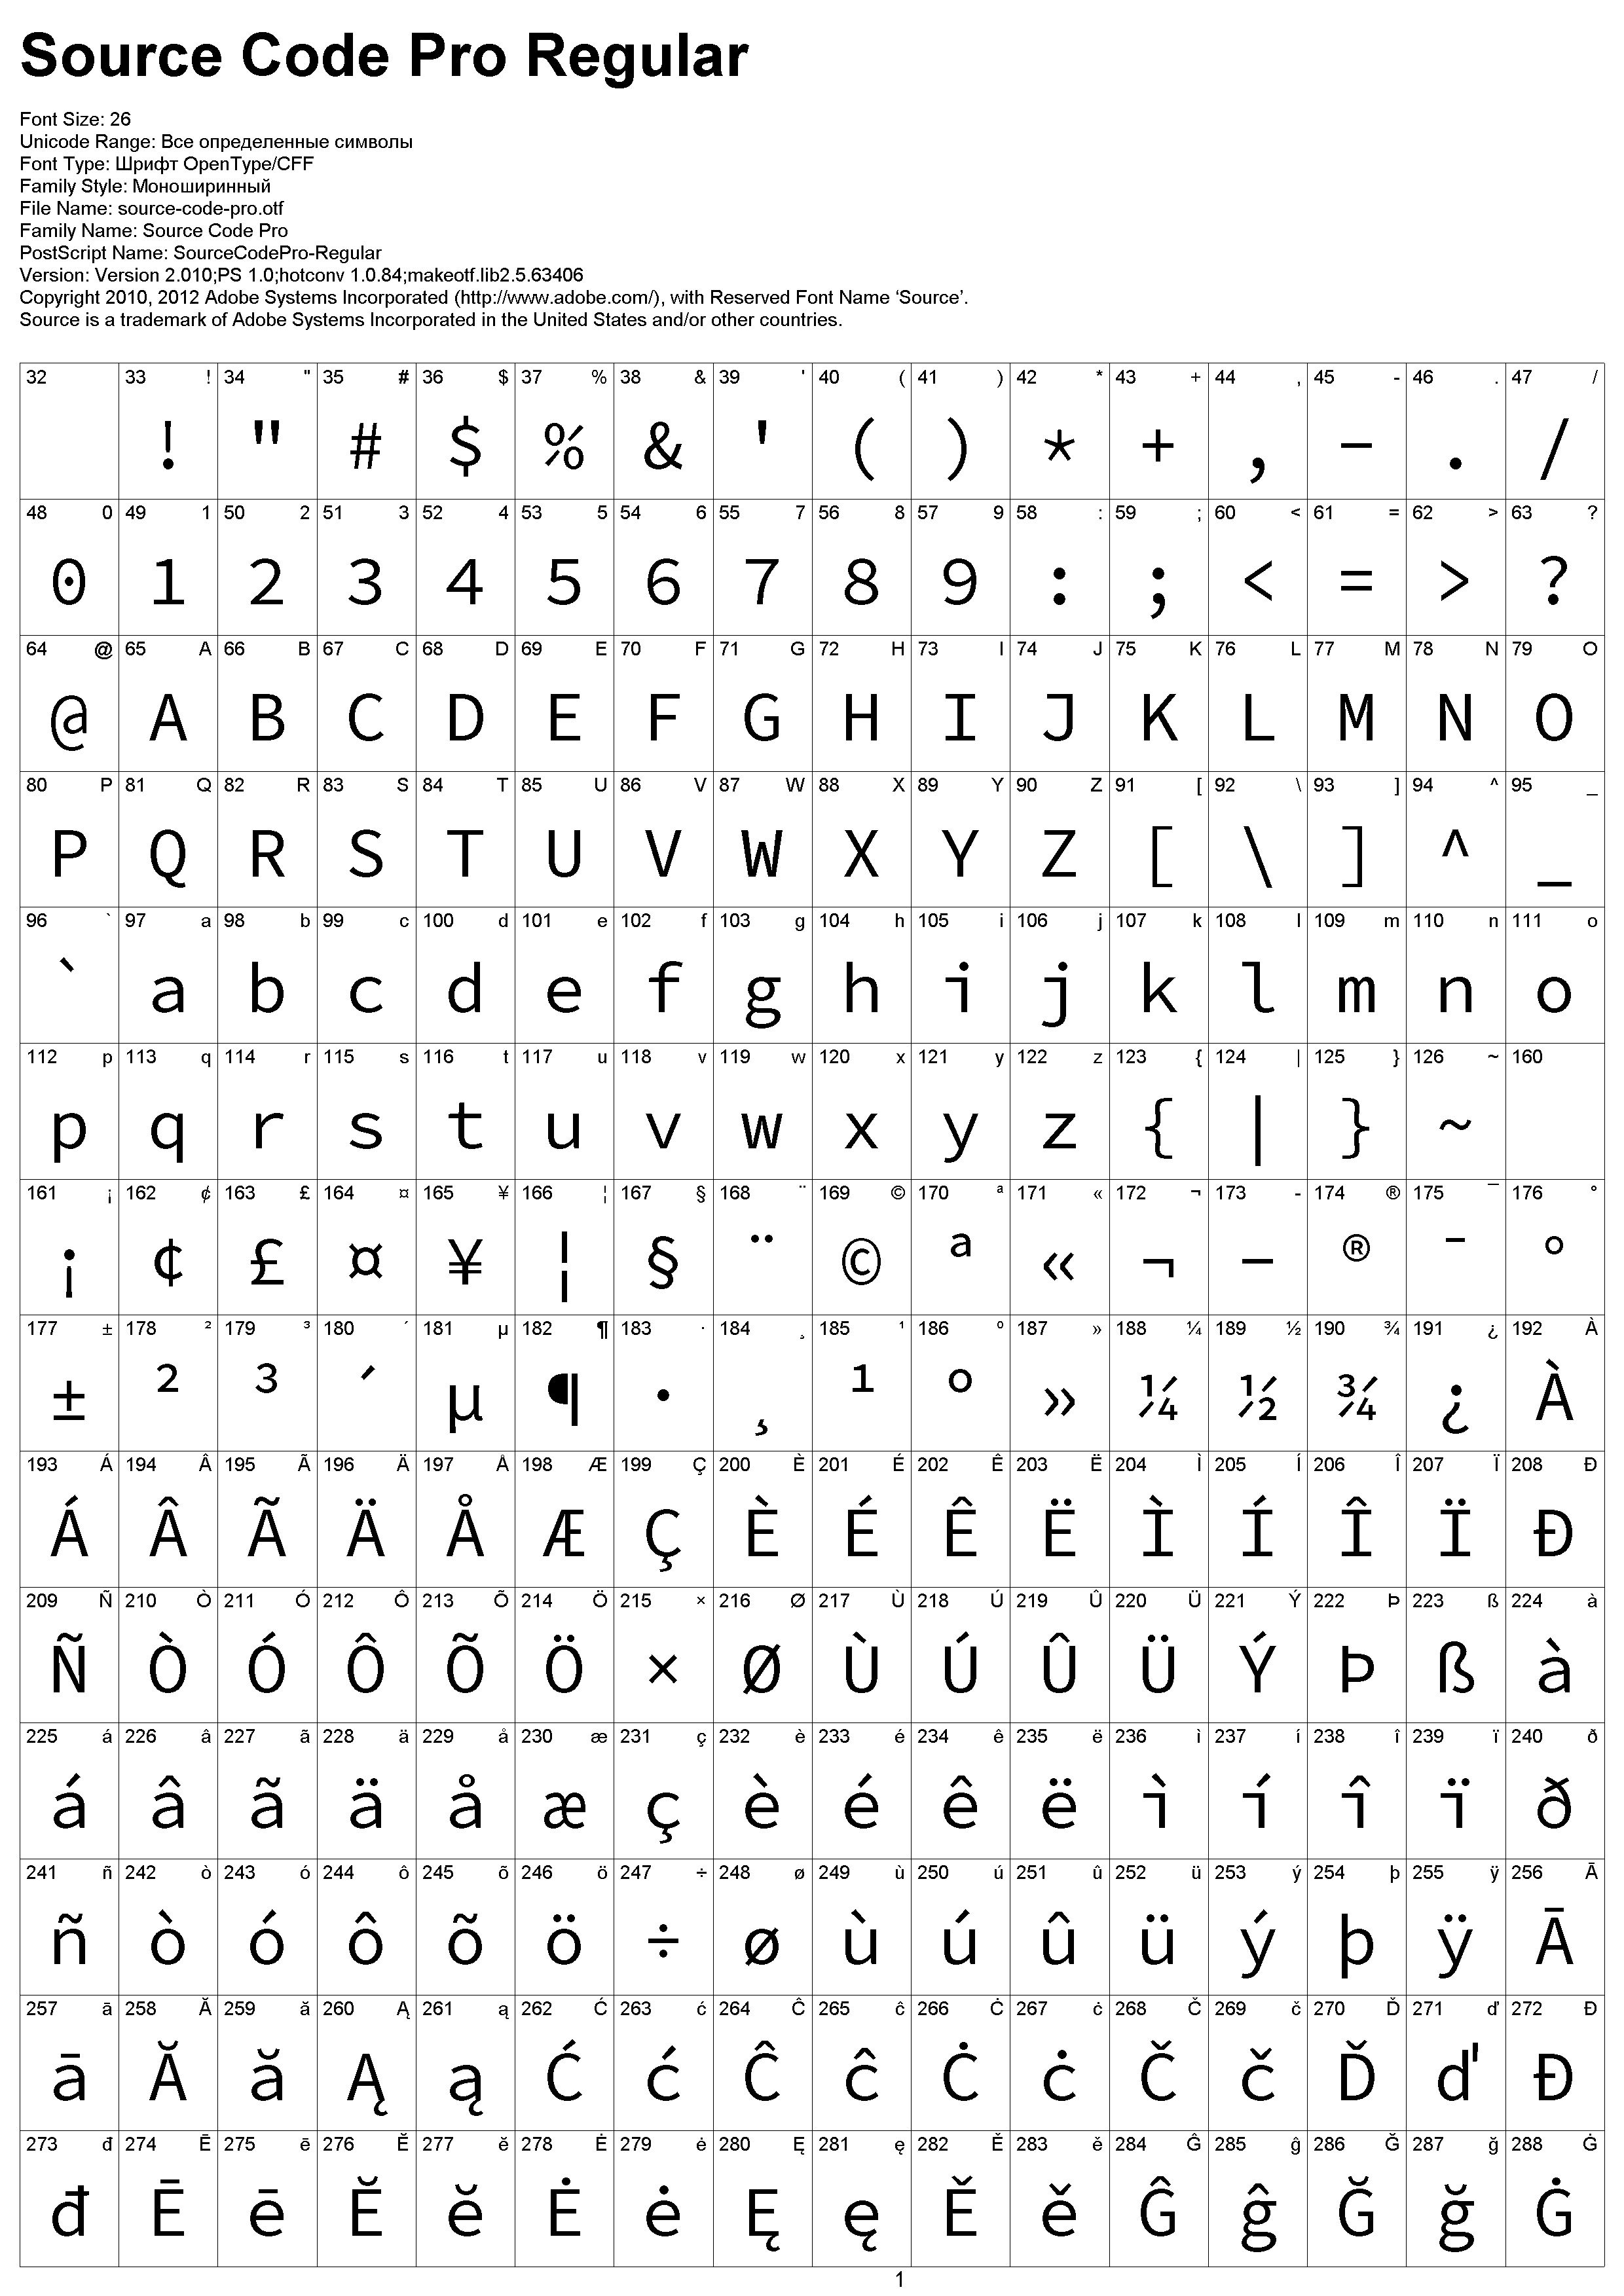 Source Code Pro Regular
Font Size: 26
Unicode Range: Все определенные символы
Font Type: Шрифт OpenType/CFF
Family Style: Моноширинный
File Name: source-code-pro.otf
Family Name: Source Code Pro
PostScript Name: SourceCodePro-Regular
Version: Version 2.010;PS 1.0;hotconv 1.0.84;makeotf.lib2.5.63406
Copyright 2010, 2012 Adobe Systems Incorporated (http://www.adobe.com/), with Reserved Font Name ‘Source’.
Source is a trademark of Adobe Systems Incorporated in the United States and/or other countries.
32 33 ! 34 " 35 # 36 $ 37 % 38 & 39 ' 40 ( 41 ) 42 * 43 + 44 , 45 - 46 . 47 /
! " # $ % & ' ( ) * + , - . /
48 0 49 1 50 2 51 3 52 4 53 5 54 6 55 7 56 8 57 9 58 : 59 ; 60 < 61 = 62 > 63 ?
0 1 2 3 4 5 6 7 8 9 : ; < = > ?
64 @ 65 A 66 B 67 C 68 D 69 E 70 F 71 G 72 H 73 I 74 J 75 K 76 L 77 M 78 N 79 O
@ A B C D E F G H I J K L M N O
80 P 81 Q 82 R 83 S 84 T 85 U 86 V 87 W 88 X 89 Y 90 Z 91 [ 92 \ 93 ] 94 ^ 95 _
P Q R S T U V W X Y Z [ \ ] ^ _
96 ` 97 a 98 b 99 c 100 d 101 e 102 f 103 g 104 h 105 i 106 j 107 k 108 l 109 m 110 n 111 o
` a b c d e f g h i j k l m n o
112 p 113 q 114 r 115 s 116 t 117 u 118 v 119 w 120 x 121 y 122 z 123 { 124 | 125 } 126 ~ 160
p q r s t u v w x y z { | } ~
161 ¡ 162 ¢ 163 £ 164 ¤ 165 ¥ 166 ¦ 167 § 168 ¨ 169 © 170 ª 171 « 172 ¬ 173 - 174 ® 175 ¯ 176 °
¡ ¢ £ ¤ ¥ ¦ § ¨ © ª « ¬ - ® ¯ °
177 ± 178 ² 179 ³ 180 ´ 181 µ 182 ¶ 183 · 184 ¸ 185 ¹ 186 º 187 » 188 ¼ 189 ½ 190 ¾ 191 ¿ 192 À
± ² ³ ´ µ ¶ · ¸ ¹ º » ¼ ½ ¾ ¿ À
193 Á 194 Â 195 Ã 196 Ä 197 Å 198 Æ 199 Ç 200 È 201 É 202 Ê 203 Ë 204 Ì 205 Í 206 Î 207 Ï 208 Ð
Á Â Ã Ä Å Æ Ç È É Ê Ë Ì Í Î Ï Ð
209 Ñ 210 Ò 211 Ó 212 Ô 213 Õ 214 Ö 215 × 216 Ø 217 Ù 218 Ú 219 Û 220 Ü 221 Ý 222 Þ 223 ß 224 à
Ñ Ò Ó Ô Õ Ö × Ø Ù Ú Û Ü Ý Þ ß à
225 á 226 â 227 ã 228 ä 229 å 230 æ 231 ç 232 è 233 é 234 ê 235 ë 236 ì 237 í 238 î 239 ï 240 ð
á â ã ä å æ ç è é ê ë ì í î ï ð
241 ñ 242 ò 243 ó 244 ô 245 õ 246 ö 247 ÷ 248 ø 249 ù 250 ú 251 û 252 ü 253 ý 254 þ 255 ÿ 256 Ā
ñ ò ó ô õ ö ÷ ø ù ú û ü ý þ ÿ Ā
257 ā 258 Ă 259 ă 260 Ą 261 ą 262 Ć 263 ć 264 Ĉ 265 ĉ 266 Ċ 267 ċ 268 Č 269 č 270 Ď 271 ď 272 Đ
ā Ă ă Ą ą Ć ć Ĉ ĉ Ċ ċ Č č Ď ď Đ
273 đ 274 Ē 275 ē 276 Ĕ 277 ĕ 278 Ė 279 ė 280 Ę 281 ę 282 Ě 283 ě 284 Ĝ 285 ĝ 286 Ğ 287 ğ 288 Ġ
đ Ē ē Ĕ ĕ Ė ė Ę ę Ě ě Ĝ ĝ Ğ ğ Ġ
1